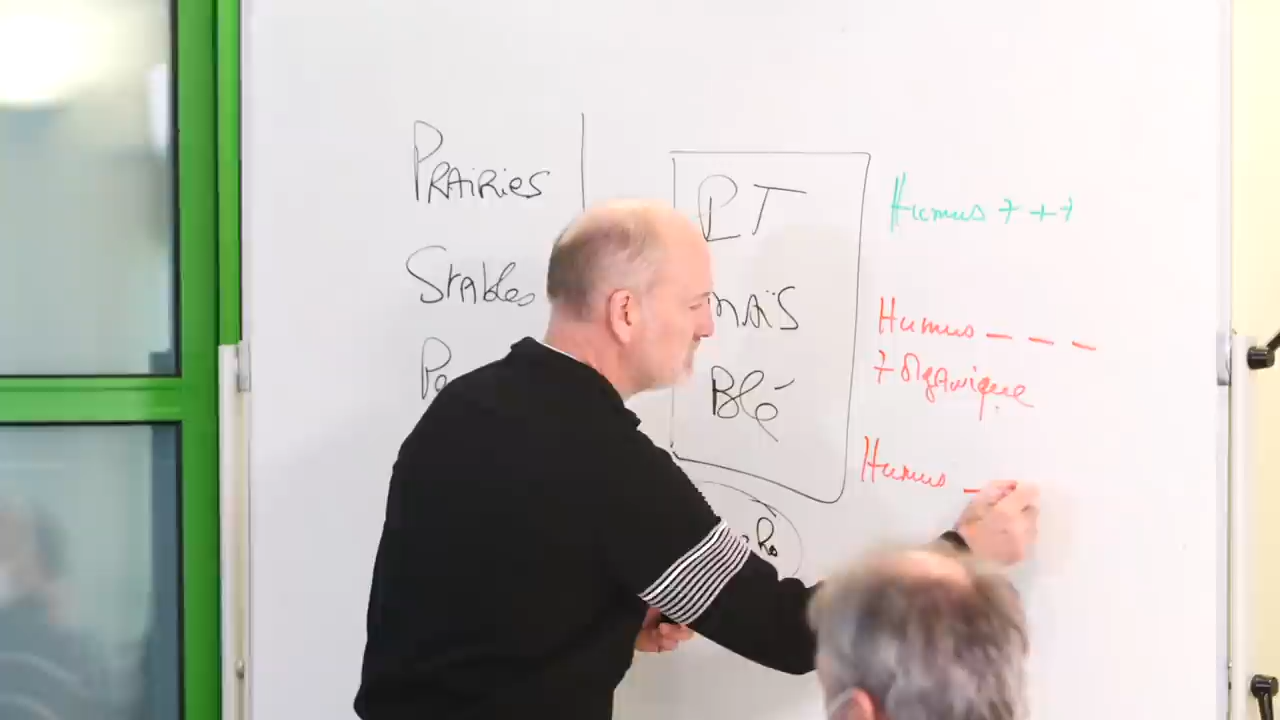 PRAiRies
StAbles
PT
mAïS
Blé
Humus + + +
Humus _ _ _
+ ORgAnique
Humus _